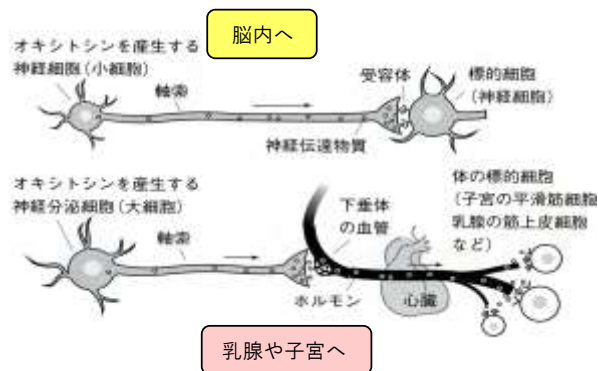 脳内へ
オキシトシンを産生する
神経細胞(小細胞)
軸索
受容体
標的細胞
(神経細胞)
神経伝達物質
オキシトシンを産生する
神経分泌細胞(大細胞)
軸索
下垂体
の血管
体の標的細胞
(子宮の平滑筋細胞
乳腺の筋上皮細胞
など)
ホルモン
心臓
乳腺や子宮へ